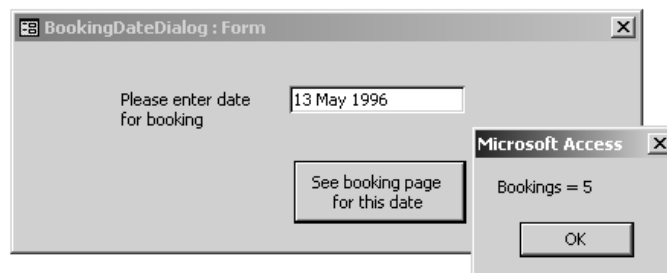 BookingDateDialog : Form
Please enter date
for booking
13 May 1996
See booking page
for this date
Microsoft Access
Bookings = 5
OK